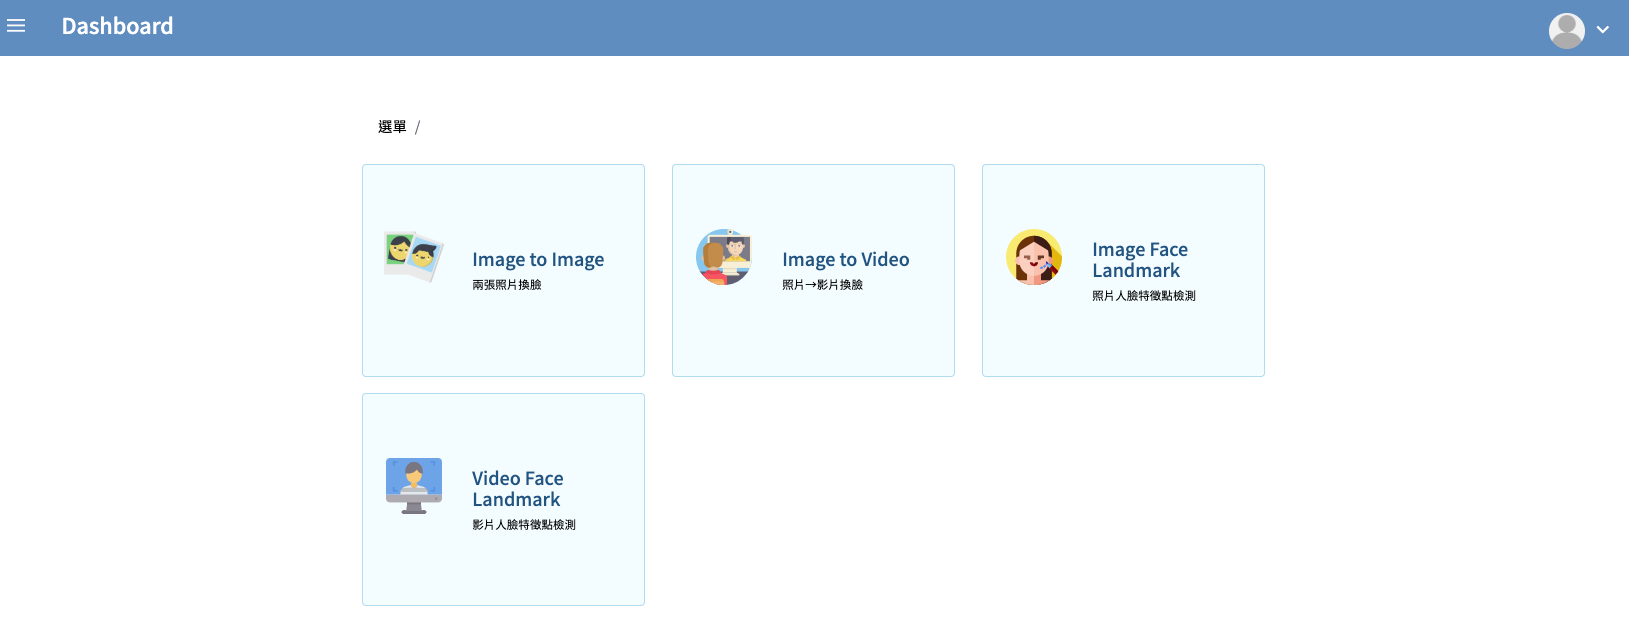 Dashboard
選單 /
Image to Image
兩張照片換臉
Image to Video
照片→影片換臉
Image Face
Landmark
照片人臉特徵點檢測
Video Face
Landmark
影片人臉特徵點檢測